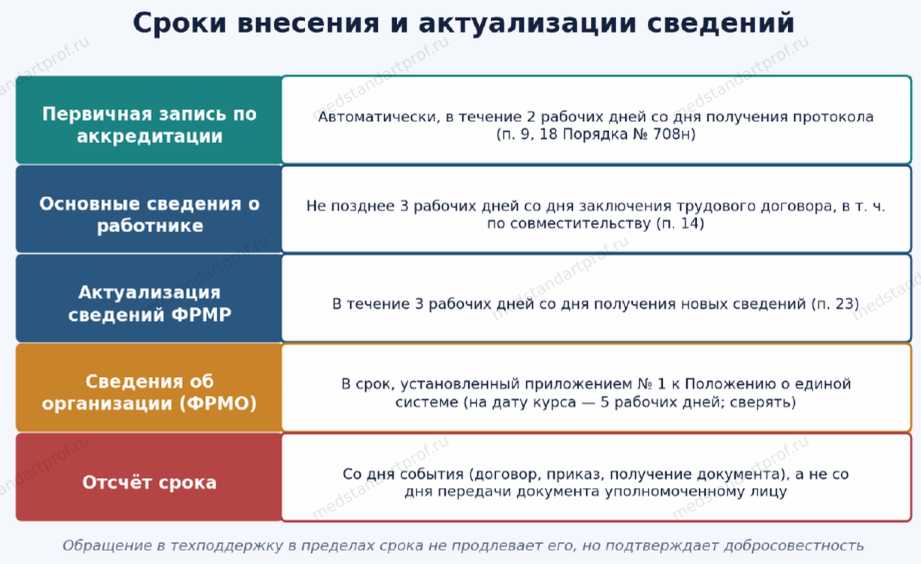 Сроки внесения и актуализации сведений
Первичная запись по
аккредитации
Автоматически, в течение 2 рабочих дней со дня получения протокола
(п. 9, 18 Порядка № 708н)
Основные сведения о
работнике
Не позднее 3 рабочих дней со дня заключения трудового договора, в т. ч.
по совместительству (п. 14)
Актуализация
сведений ФРМР
В течение 3 рабочих дней со дня получения новых сведений (п. 23)
Сведения об
организации (ФРМО)
В срок, установленный приложением № 1 к Положению о единой
системе (на дату курса — 5 рабочих дней; сверять)
Отсчёт срока
Со дня события (договор, приказ, получение документа), а не со
дня передачи документа уполномоченному лицу
Обращение в техподдержку в пределах срока не продлевает его, но подтверждает добросовестность
medstandartprof.ru